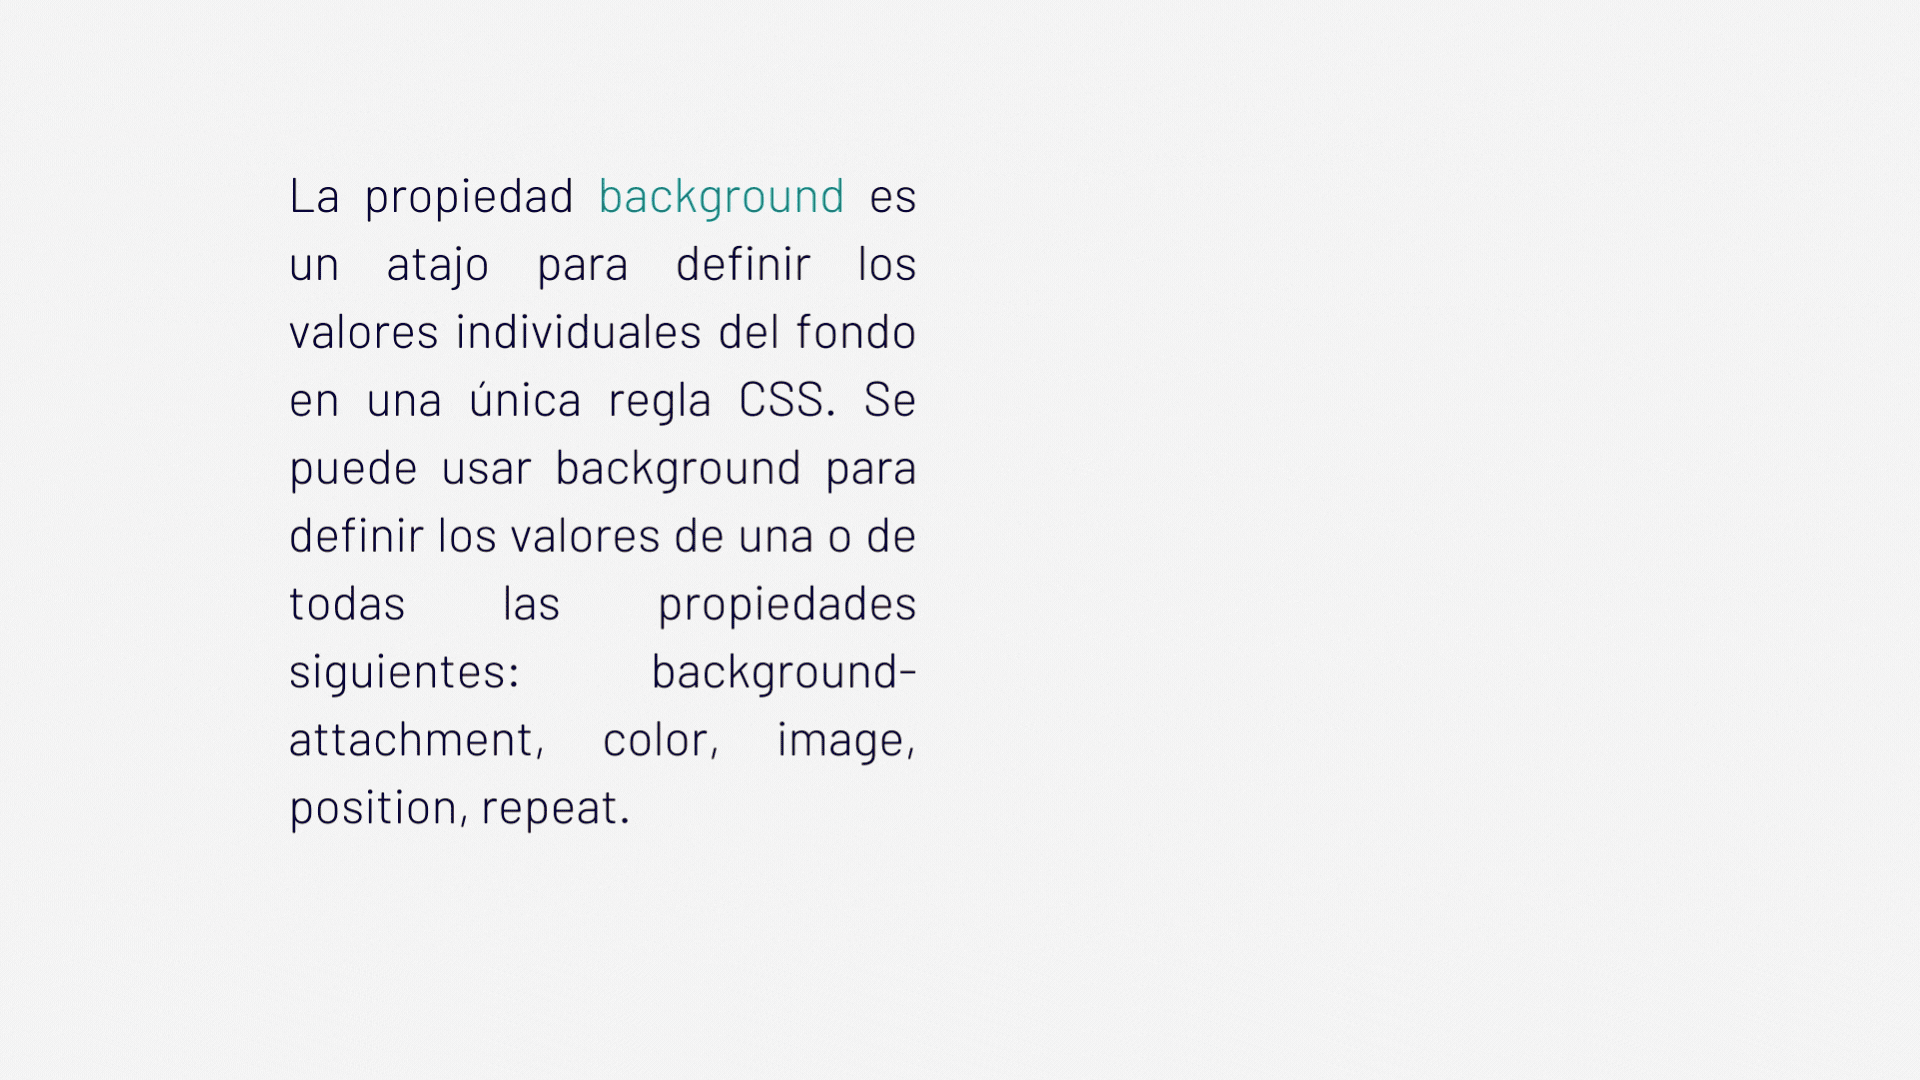 La propiedad background es
un atajo para definir los
valores individuales del fondo
en una única regla CSS. Se
puede usar background para
definir los valores de una o de
todas las propiedades
siguientes: background-
attachment, color, image,
position, repeat.